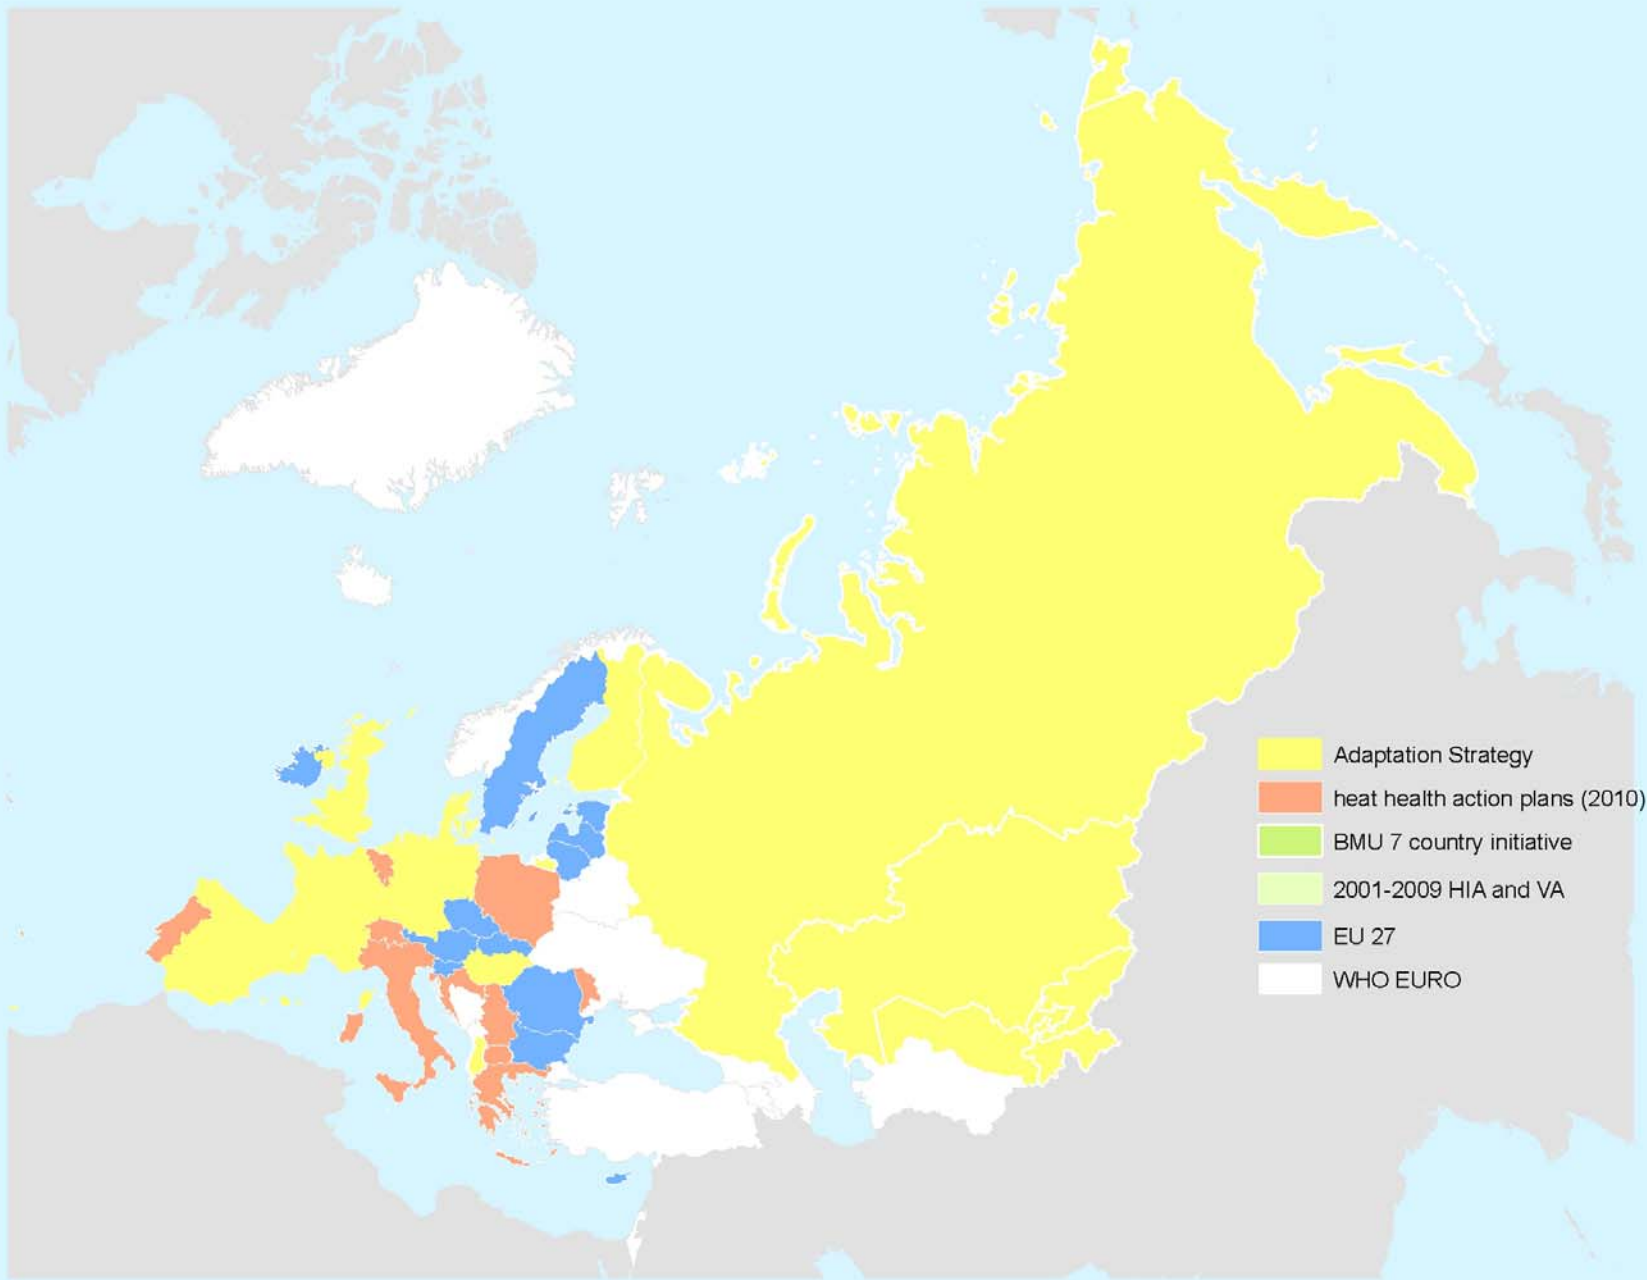 Adaptation Strategy
heat health action plans (2010)
BMU 7 country initiative
2001-2009 HIA and VA
EU 27
WHO EURO